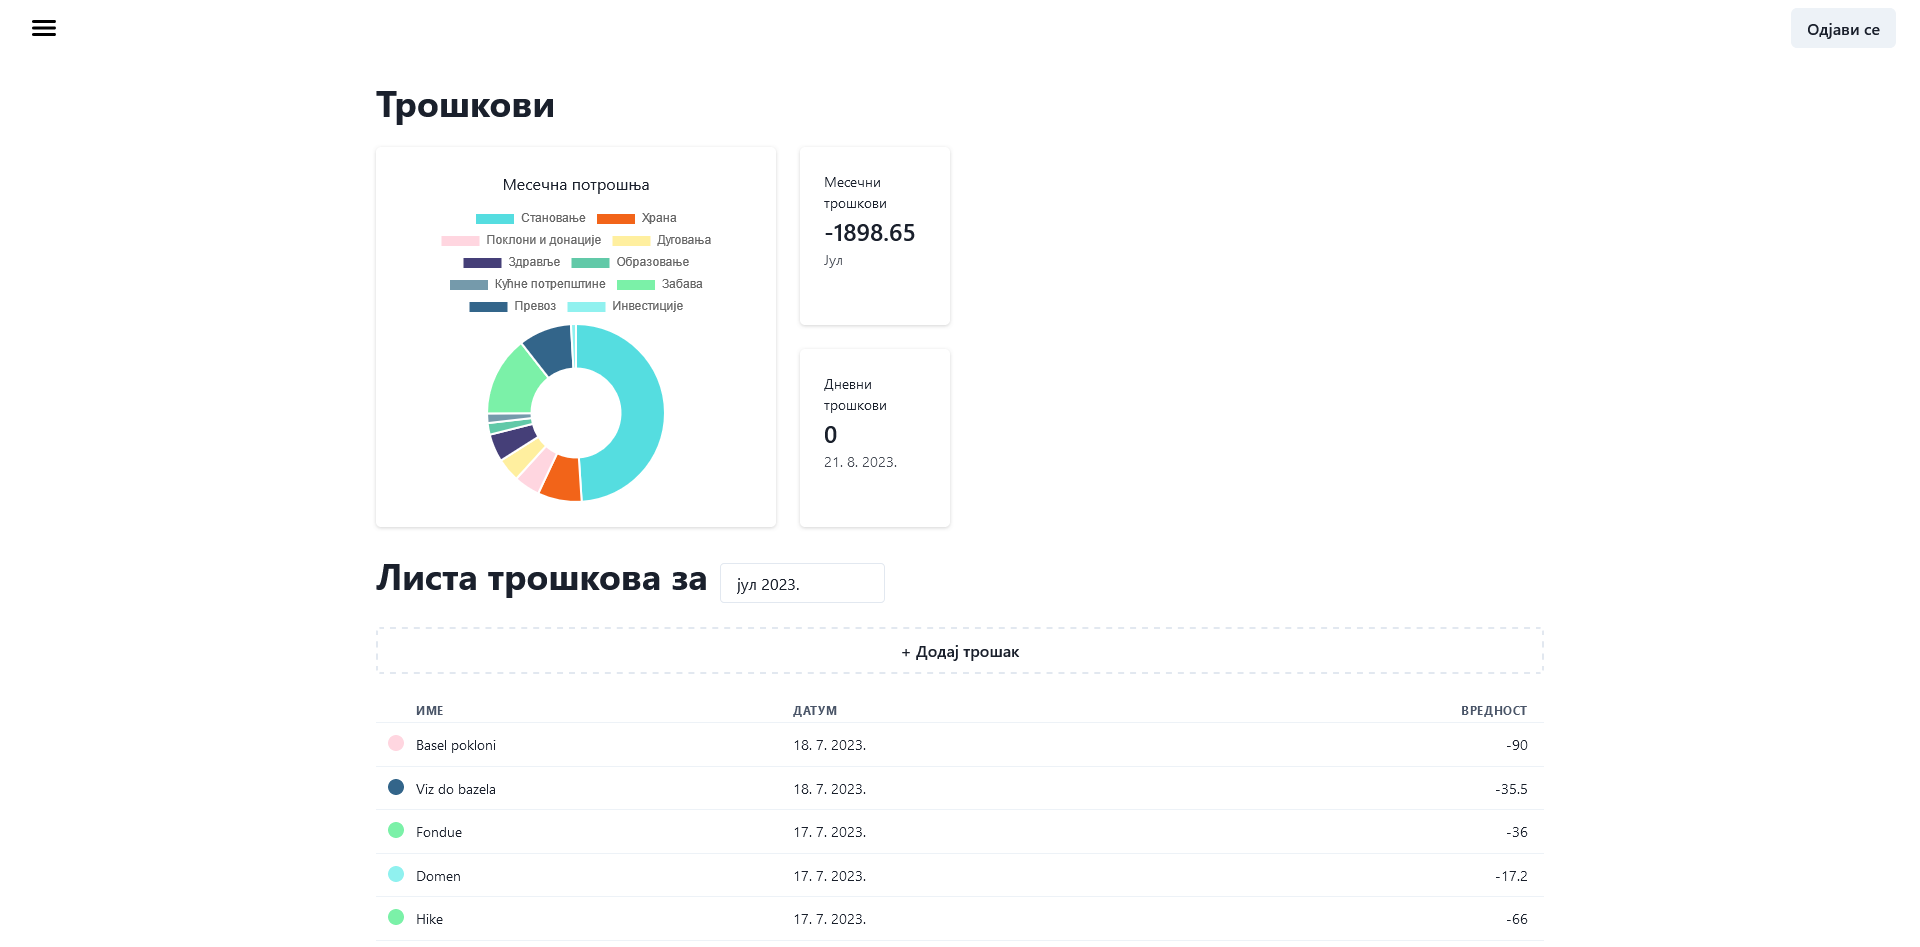 Одјави се
Трошкови
Месечна потрошња
Становање Храна
Поклони и донације Дуговања
Здравље Образовање
Кућне потрепштине Забава
Превоз Инвестиције
Месечни
трошкови
-1898.65
Јул
Дневни
трошкови
0
21. 8. 2023.
Листа трошкова за јул 2023.
+ Додај трошак
ИМЕ ДАТУМ ВРЕДНОСТ
Basel pokloni 18. 7. 2023. -90
Viz do bazela 18. 7. 2023. -35.5
Fondue 17. 7. 2023. -36
Domen 17. 7. 2023. -17.2
Hike 17. 7. 2023. -66